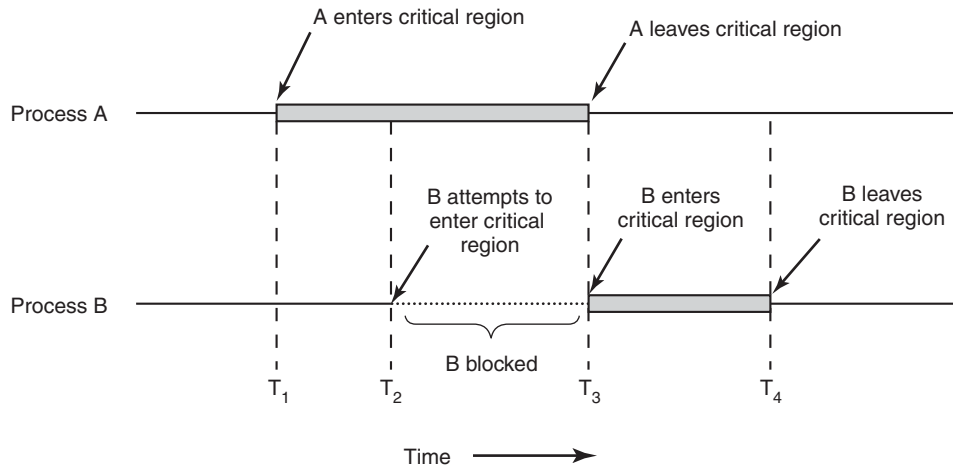 A enters critical region
A leaves critical region
Process A
B attempts to
enter critical
region
B enters
critical region
B leaves
critical region
Process B
B blocked
T₁
T₂
T₃
T₄
Time